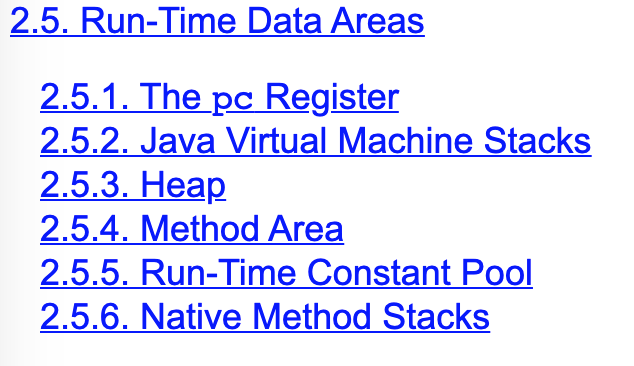 2.5. Run-Time Data Areas
2.5.1. The pc Register
2.5.2. Java Virtual Machine Stacks
2.5.3. Heap
2.5.4. Method Area
2.5.5. Run-Time Constant Pool
2.5.6. Native Method Stacks